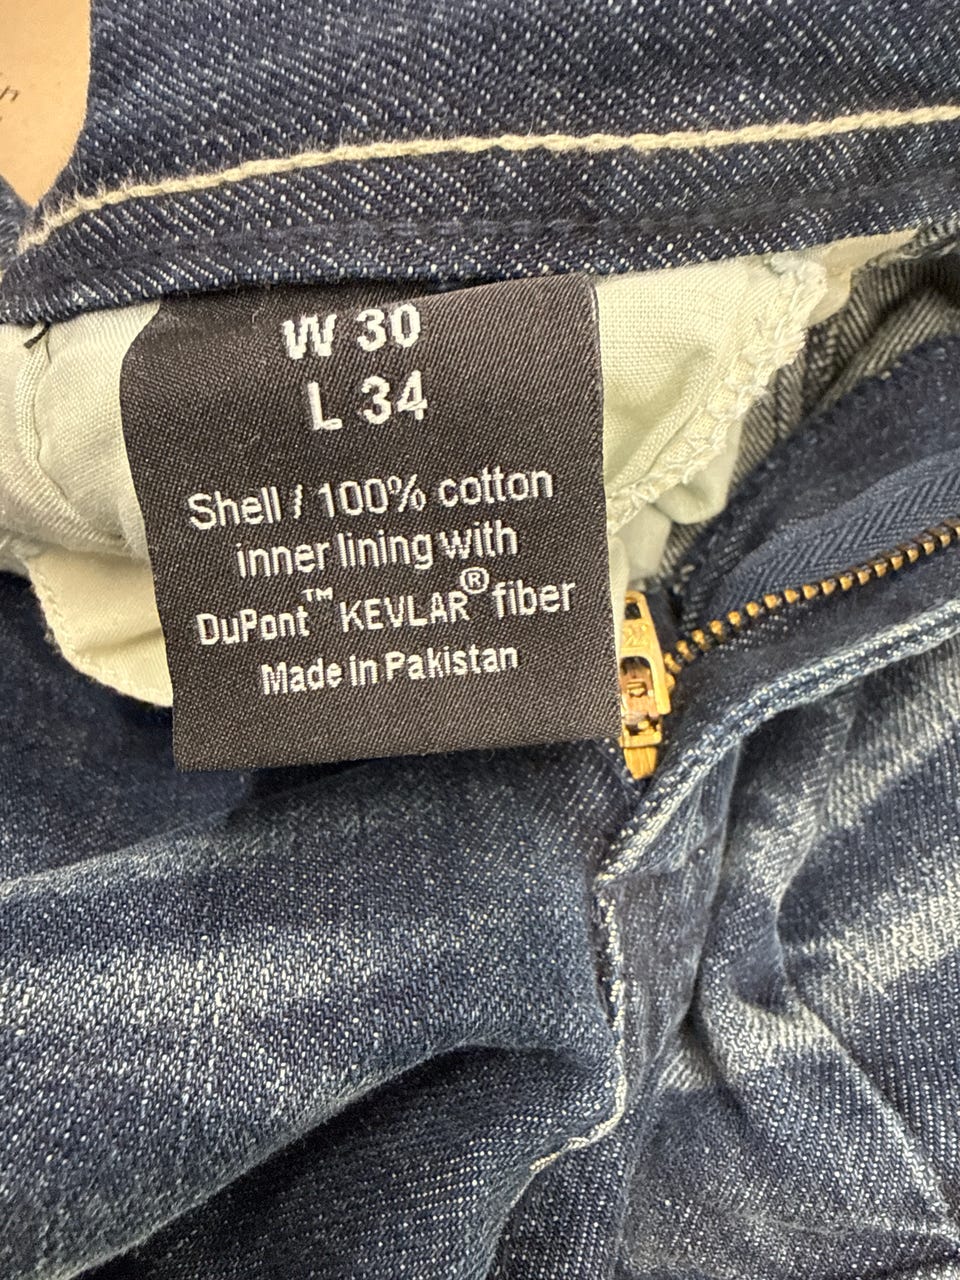 W 30
L 34
Shell / 100% cotton
inner lining with
DuPont™ KEVLAR® fiber
Made in Pakistan